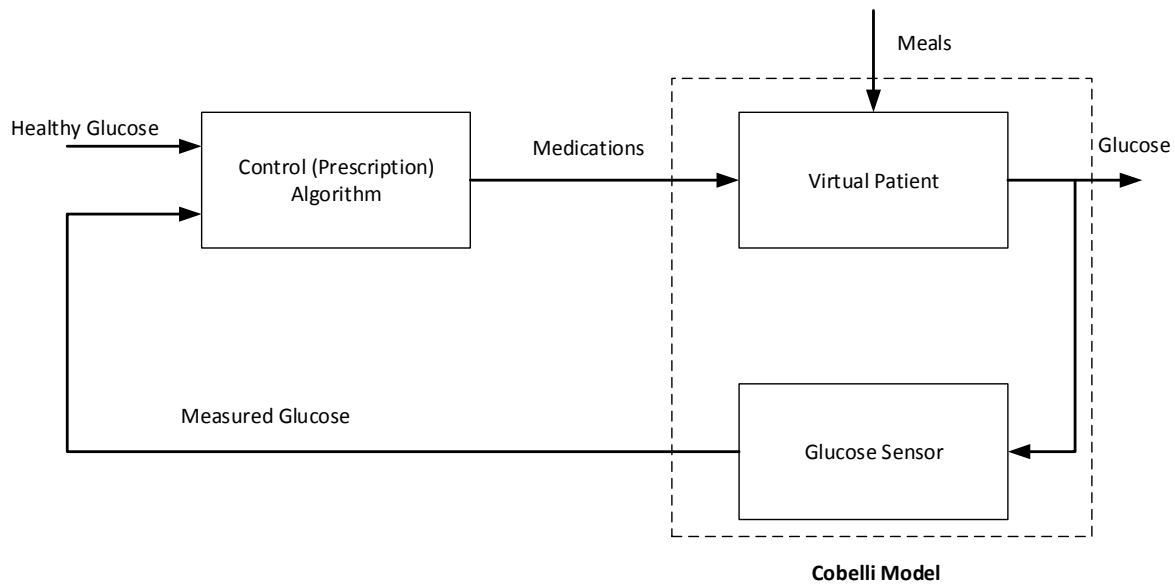 Meals
Healthy Glucose
Control (Prescription)
Algorithm
Medications
Virtual Patient
Glucose
Measured Glucose
Glucose Sensor
Cobelli Model